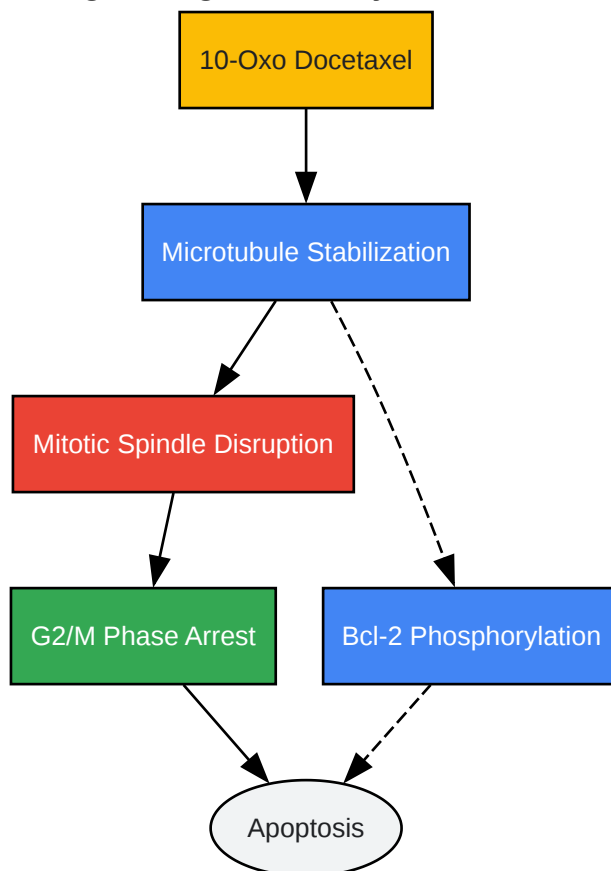 10-Oxo Docetaxel
Microtubule Stabilization
Mitotic Spindle Disruption
G2/M Phase Arrest
Bcl-2 Phosphorylation
Apoptosis